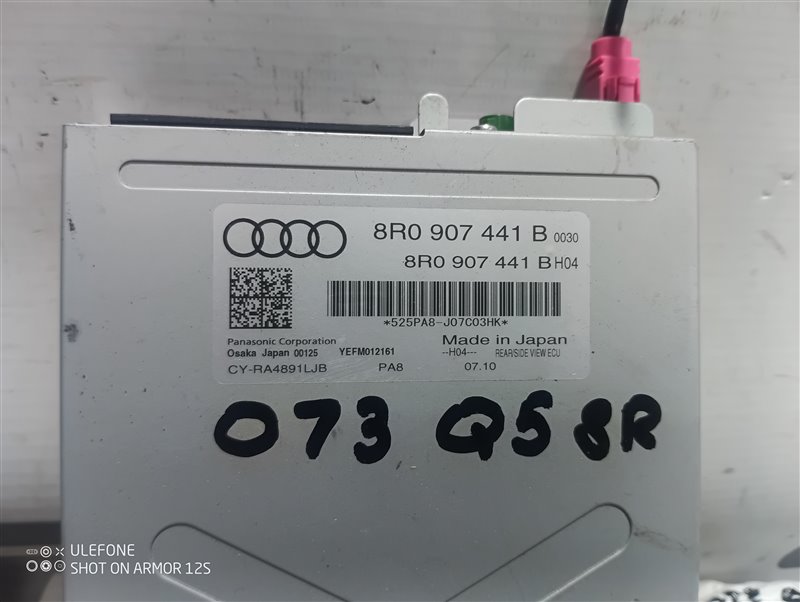 8R0 907 441 B 0030
8R0 907 441 B H04
*525PA8-J07C03HK*
Panasonic Corporation
Made in Japan
Osaka Japan 00125 YEFM012161 --H04--- REAR/SIDE VIEW ECU
CY-RA4891LJB PA8 07.10
073 Q5 8R
ULEFONE
SHOT ON ARMOR 12S